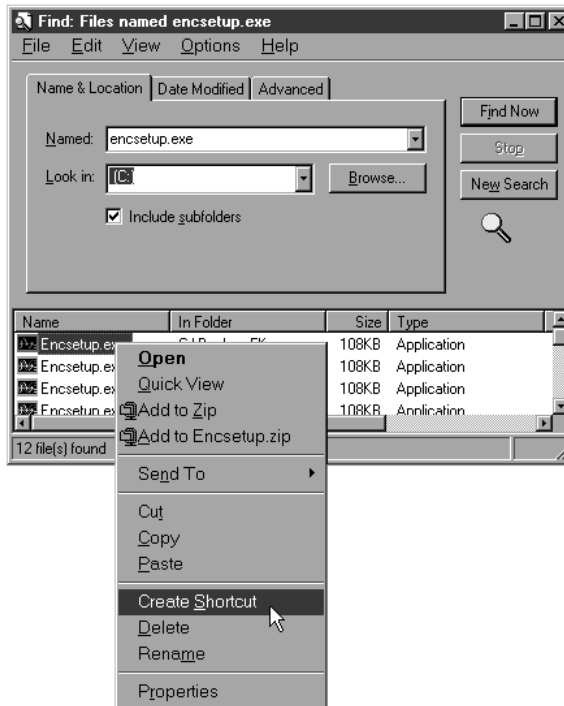 Find: Files named encsetup.exe
File Edit View Options Help
Name & Location Date Modified Advanced
Named: encsetup.exe
Look in: (C:)
Browse...
Include subfolders
Find Now
Stop
New Search
Name In Folder Size Type
Encsetup.ex 108KB Application
Encsetup.ex 108KB Application
Encsetup.ex 108KB Application
Encsetup.ex 108KB Application
12 file(s) found
Open
Quick View
Add to Zip
Add to Encsetup.zip
Send To
Cut
Copy
Paste
Create Shortcut
Delete
Rename
Properties